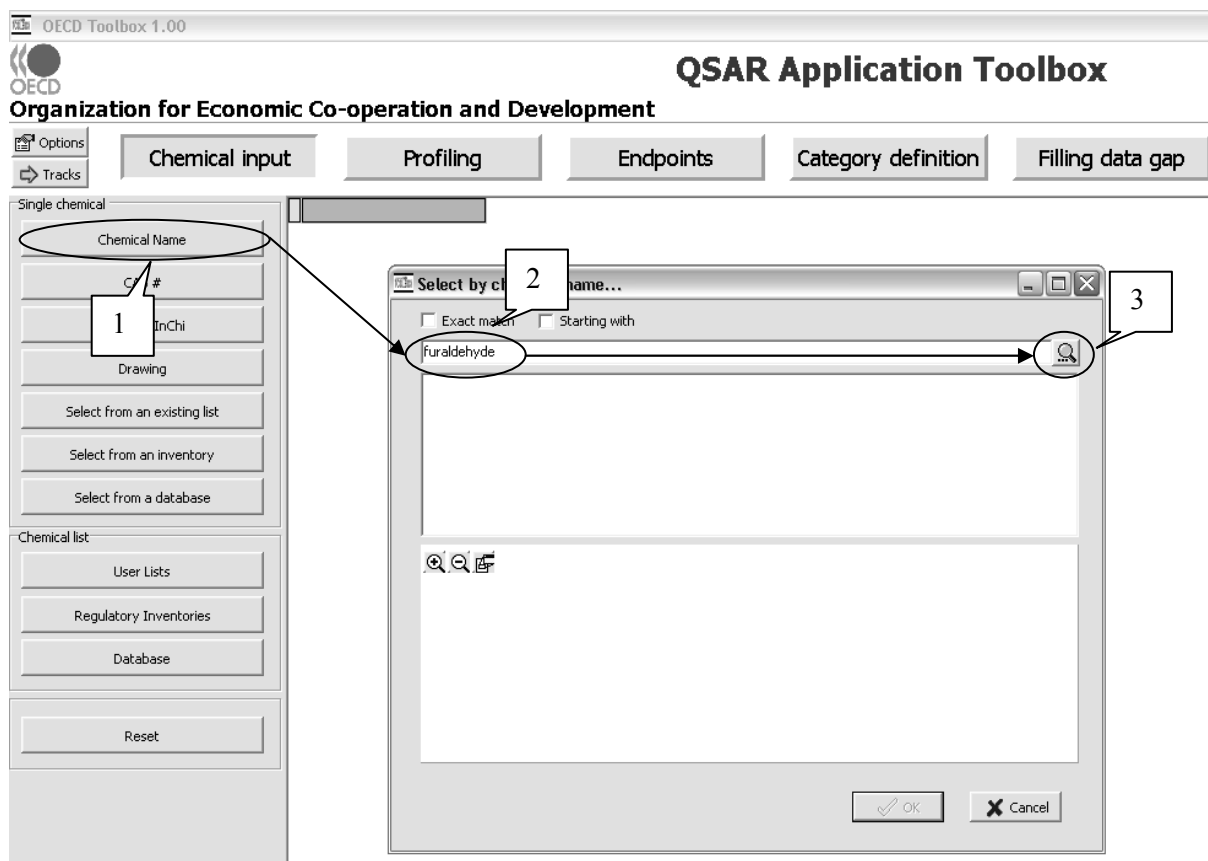 OECD Toolbox 1.00
OECD
QSAR Application Toolbox
Organization for Economic Co-operation and Development
Options
Tracks
Chemical input
Profiling
Endpoints
Category definition
Filling data gap
Single chemical
Chemical Name
#
InChi
Drawing
Select from an existing list
Select from an inventory
Select from a database
Chemical list
User Lists
Regulatory Inventories
Database
Reset
1
2
3
Select by ch name...
Exact match
Starting with
furaldehyde
OK
Cancel